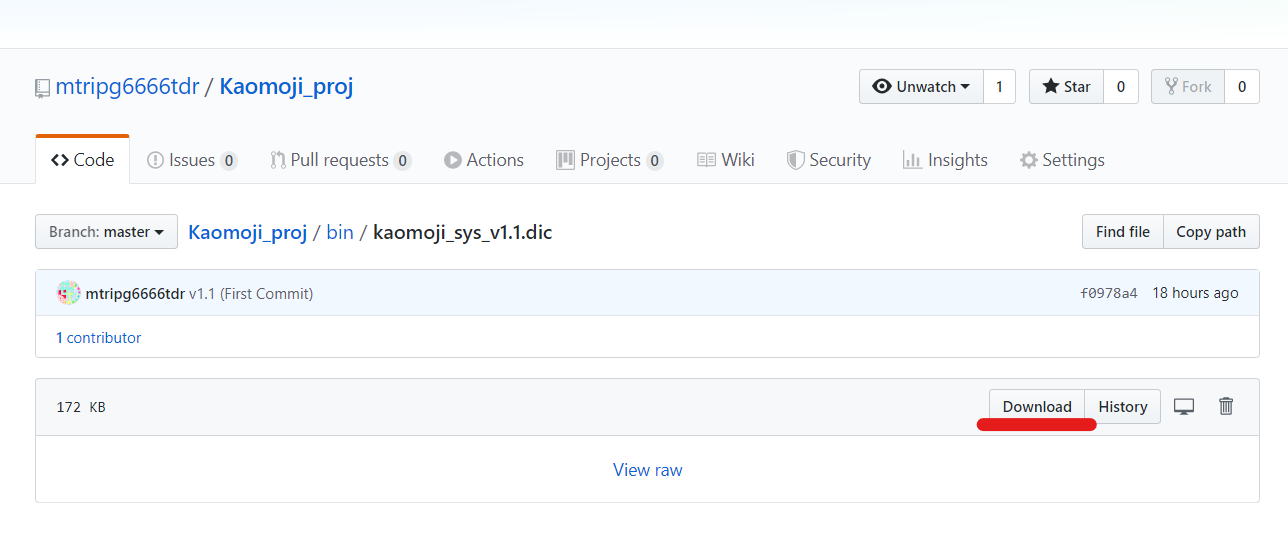 mtripg6666tdr / Kaomoji_proj Unwatch 1 Star 0 Fork 0
Code Issues 0 Pull requests 0 Actions Projects 0 Wiki Security Insights Settings
Branch: master Kaomoji_proj / bin / kaomoji_sys_v1.1.dic Find file Copy path
mtripg6666tdr v1.1 (First Commit) f0978a4 18 hours ago
1 contributor
172 KB Download History
View raw